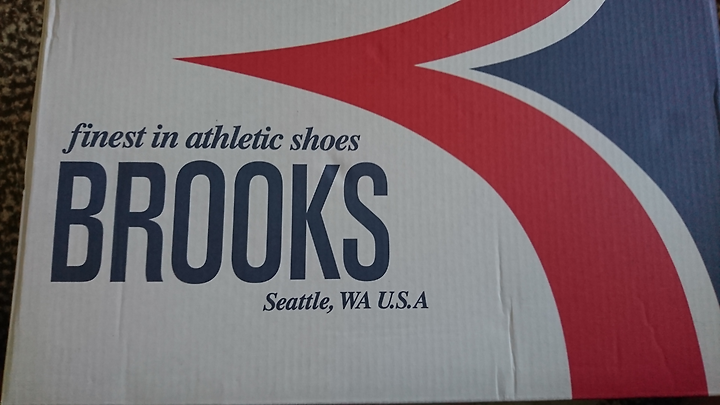 finest in athletic shoes
BROOKS
Seattle, WA U.S.A